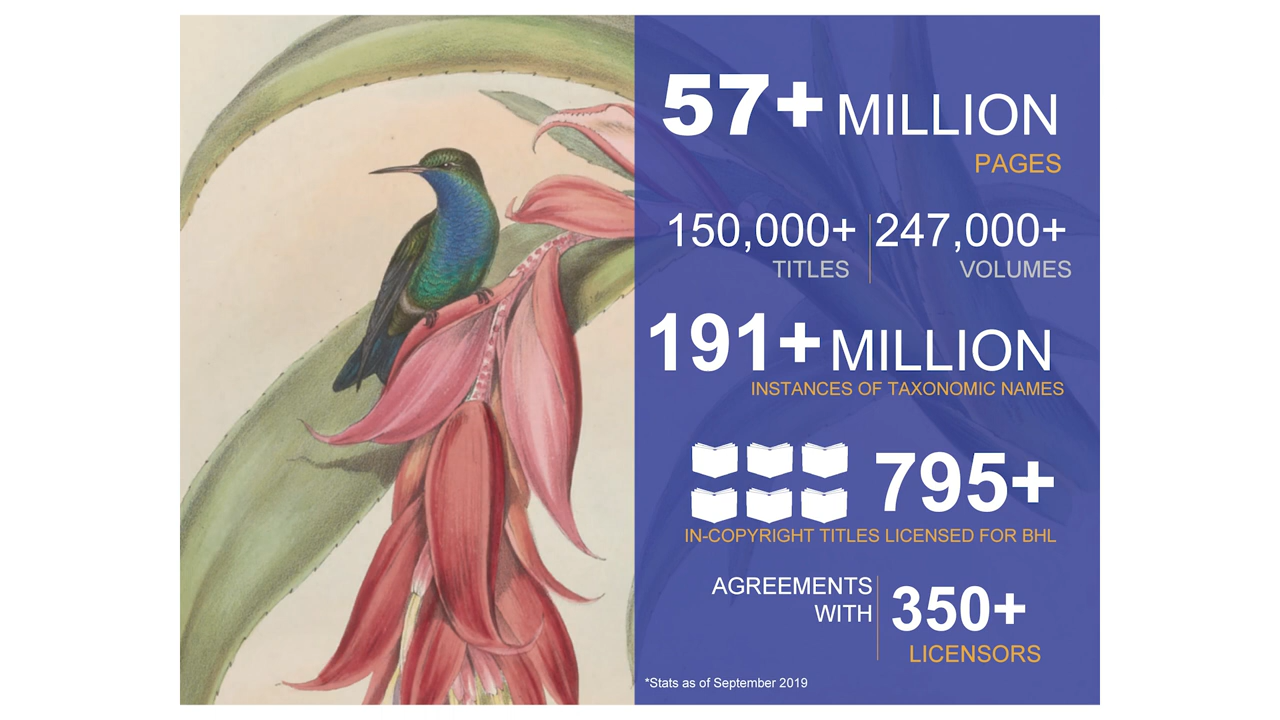 57+ MILLION
PAGES
150,000+
TITLES
247,000+
VOLUMES
191+ MILLION
INSTANCES OF TAXONOMIC NAMES
795+
IN-COPYRIGHT TITLES LICENSED FOR BHL
AGREEMENTS
WITH
350+
LICENSORS
*Stats as of September 2019